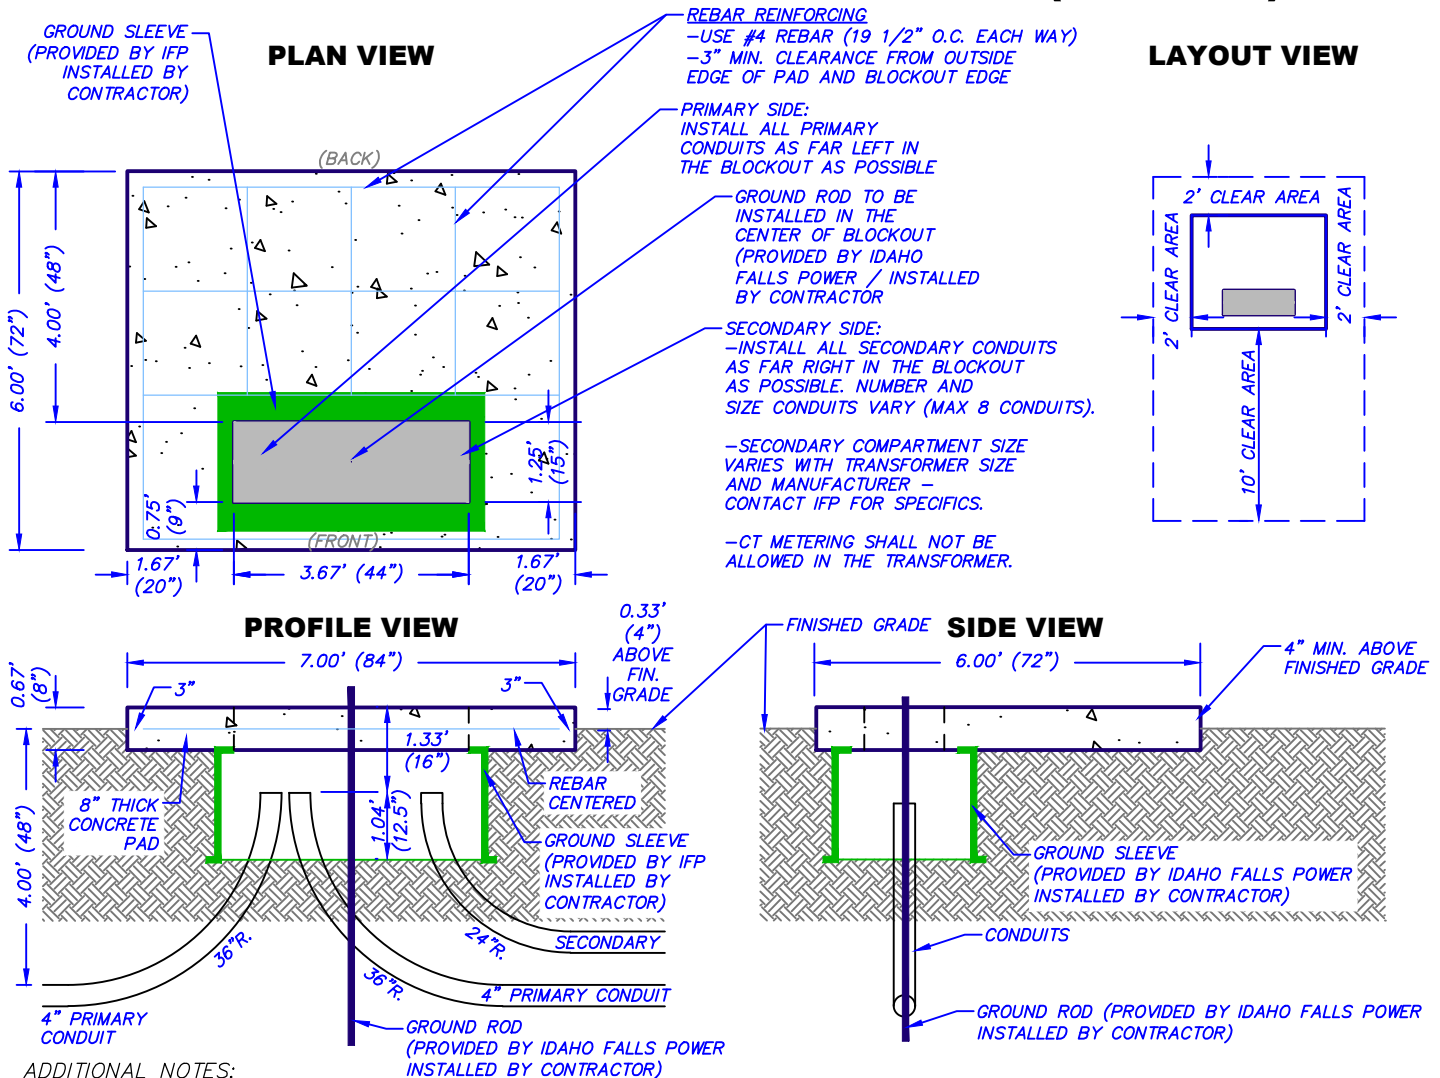 GROUND SLEEVE
(PROVIDED BY IFP
INSTALLED BY
CONTRACTOR)
PLAN VIEW
REBAR REINFORCING
-USE #4 REBAR (19 1/2" O.C. EACH WAY)
-3" MIN. CLEARANCE FROM OUTSIDE
EDGE OF PAD AND BLOCKOUT EDGE
LAYOUT VIEW
PRIMARY SIDE:
INSTALL ALL PRIMARY
CONDUITS AS FAR LEFT IN
THE BLOCKOUT AS POSSIBLE
(BACK)
GROUND ROD TO BE
INSTALLED IN THE
CENTER OF BLOCKOUT
(PROVIDED BY IDAHO
FALLS POWER / INSTALLED
BY CONTRACTOR
SECONDARY SIDE:
-INSTALL ALL SECONDARY CONDUITS
AS FAR RIGHT IN THE BLOCKOUT
AS POSSIBLE. NUMBER AND
SIZE CONDUITS VARY (MAX 8 CONDUITS).
-SECONDARY COMPARTMENT SIZE
VARIES WITH TRANSFORMER SIZE
AND MANUFACTURER -
CONTACT IFP FOR SPECIFICS.
-CT METERING SHALL NOT BE
ALLOWED IN THE TRANSFORMER.
6.00' (72")
4.00' (48")
0.75'
(9")
1.25'
(15")
(FRONT)
1.67'
(20")
3.67' (44")
1.67'
(20")
2' CLEAR AREA
2' CLEAR AREA
2' CLEAR AREA
10' CLEAR AREA
PROFILE VIEW
7.00' (84")
0.67'
(8")
3"
3"
0.33'
(4")
ABOVE
FIN.
GRADE
FINISHED GRADE
1.33'
(16")
1.04'
(12.5")
4.00' (48")
8" THICK
CONCRETE
PAD
REBAR
CENTERED
GROUND SLEEVE
(PROVIDED BY IFP
INSTALLED BY
CONTRACTOR)
36"R.
36"R.
24"R.
SECONDARY
4" PRIMARY CONDUIT
4" PRIMARY
CONDUIT
GROUND ROD
(PROVIDED BY IDAHO FALLS POWER
INSTALLED BY CONTRACTOR)
SIDE VIEW
6.00' (72")
4" MIN. ABOVE
FINISHED GRADE
GROUND SLEEVE
(PROVIDED BY IDAHO FALLS POWER
INSTALLED BY CONTRACTOR)
CONDUITS
GROUND ROD (PROVIDED BY IDAHO FALLS POWER
INSTALLED BY CONTRACTOR)
ADDITIONAL NOTES: